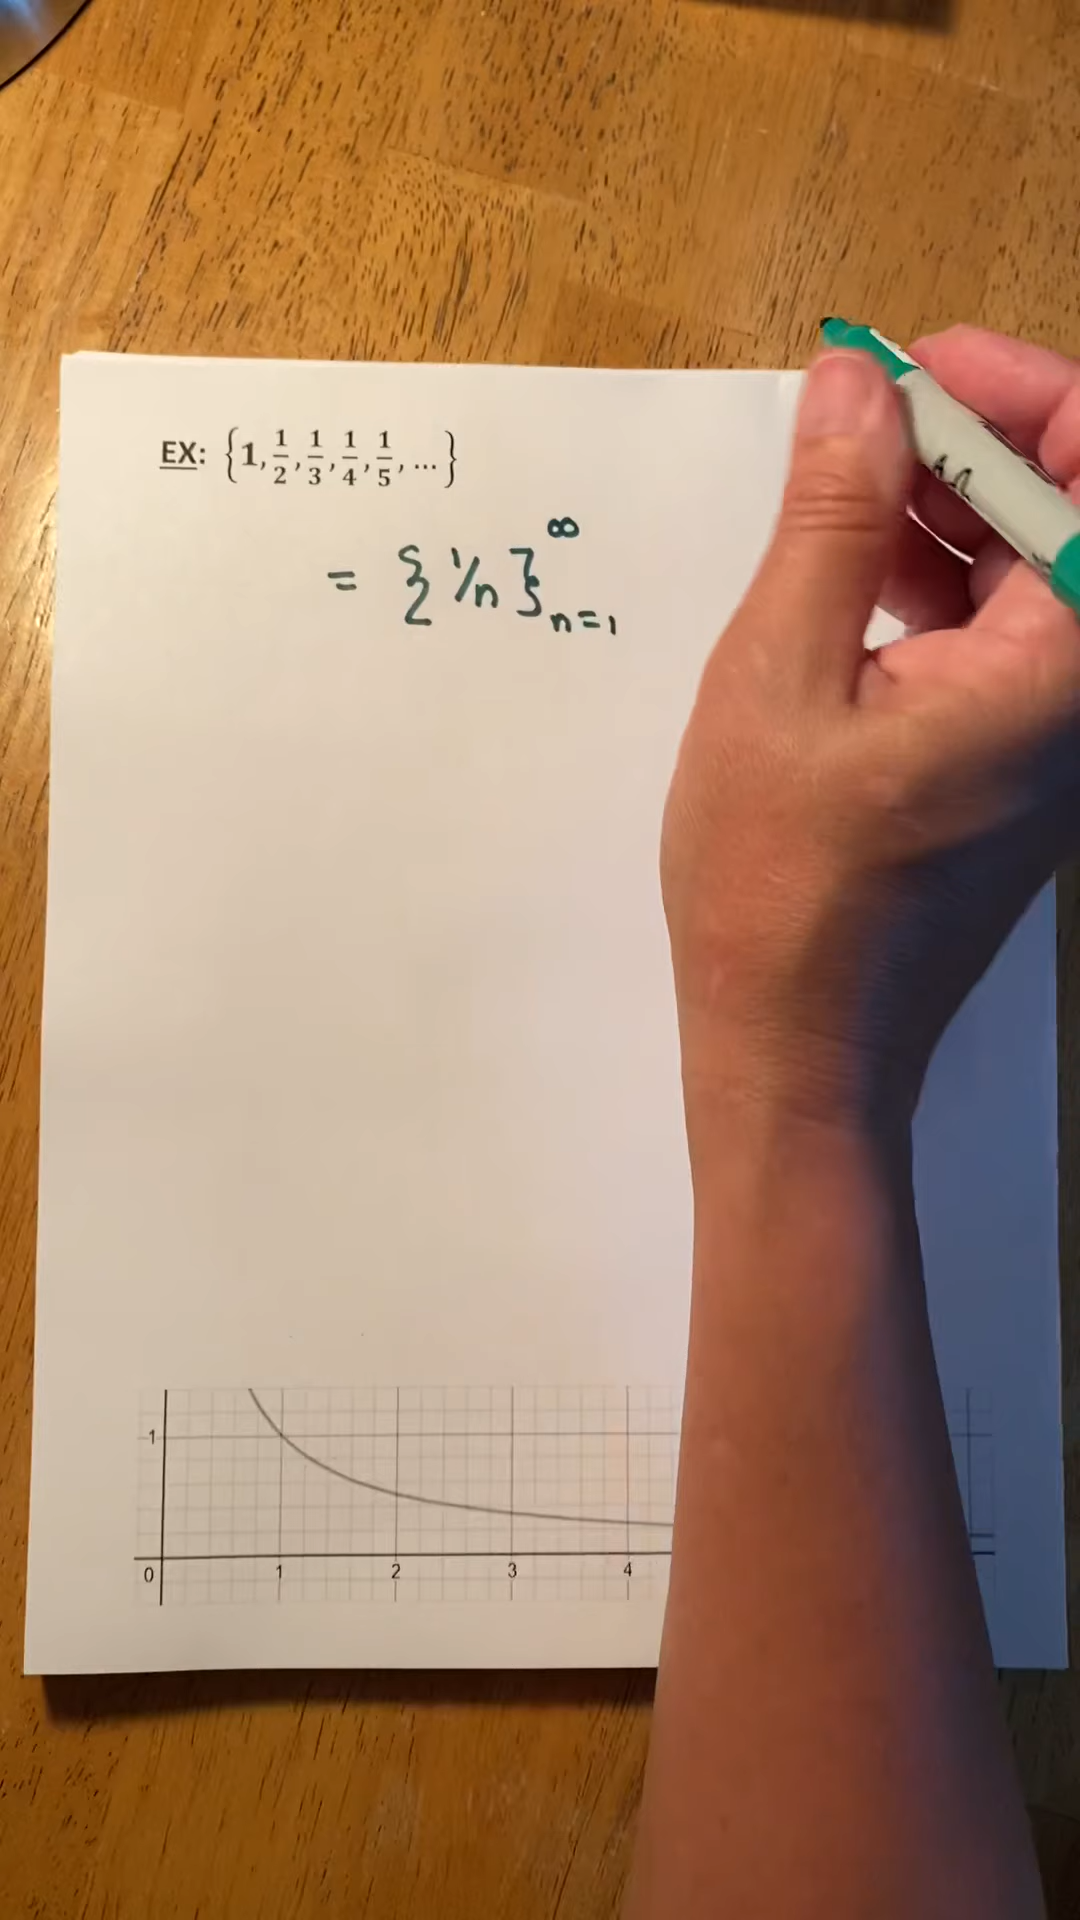 EX: {1, 1/2, 1/3, 1/4, 1/5, ...}
= {1/n}^∞_{n=1}
1
0 1 2 3 4